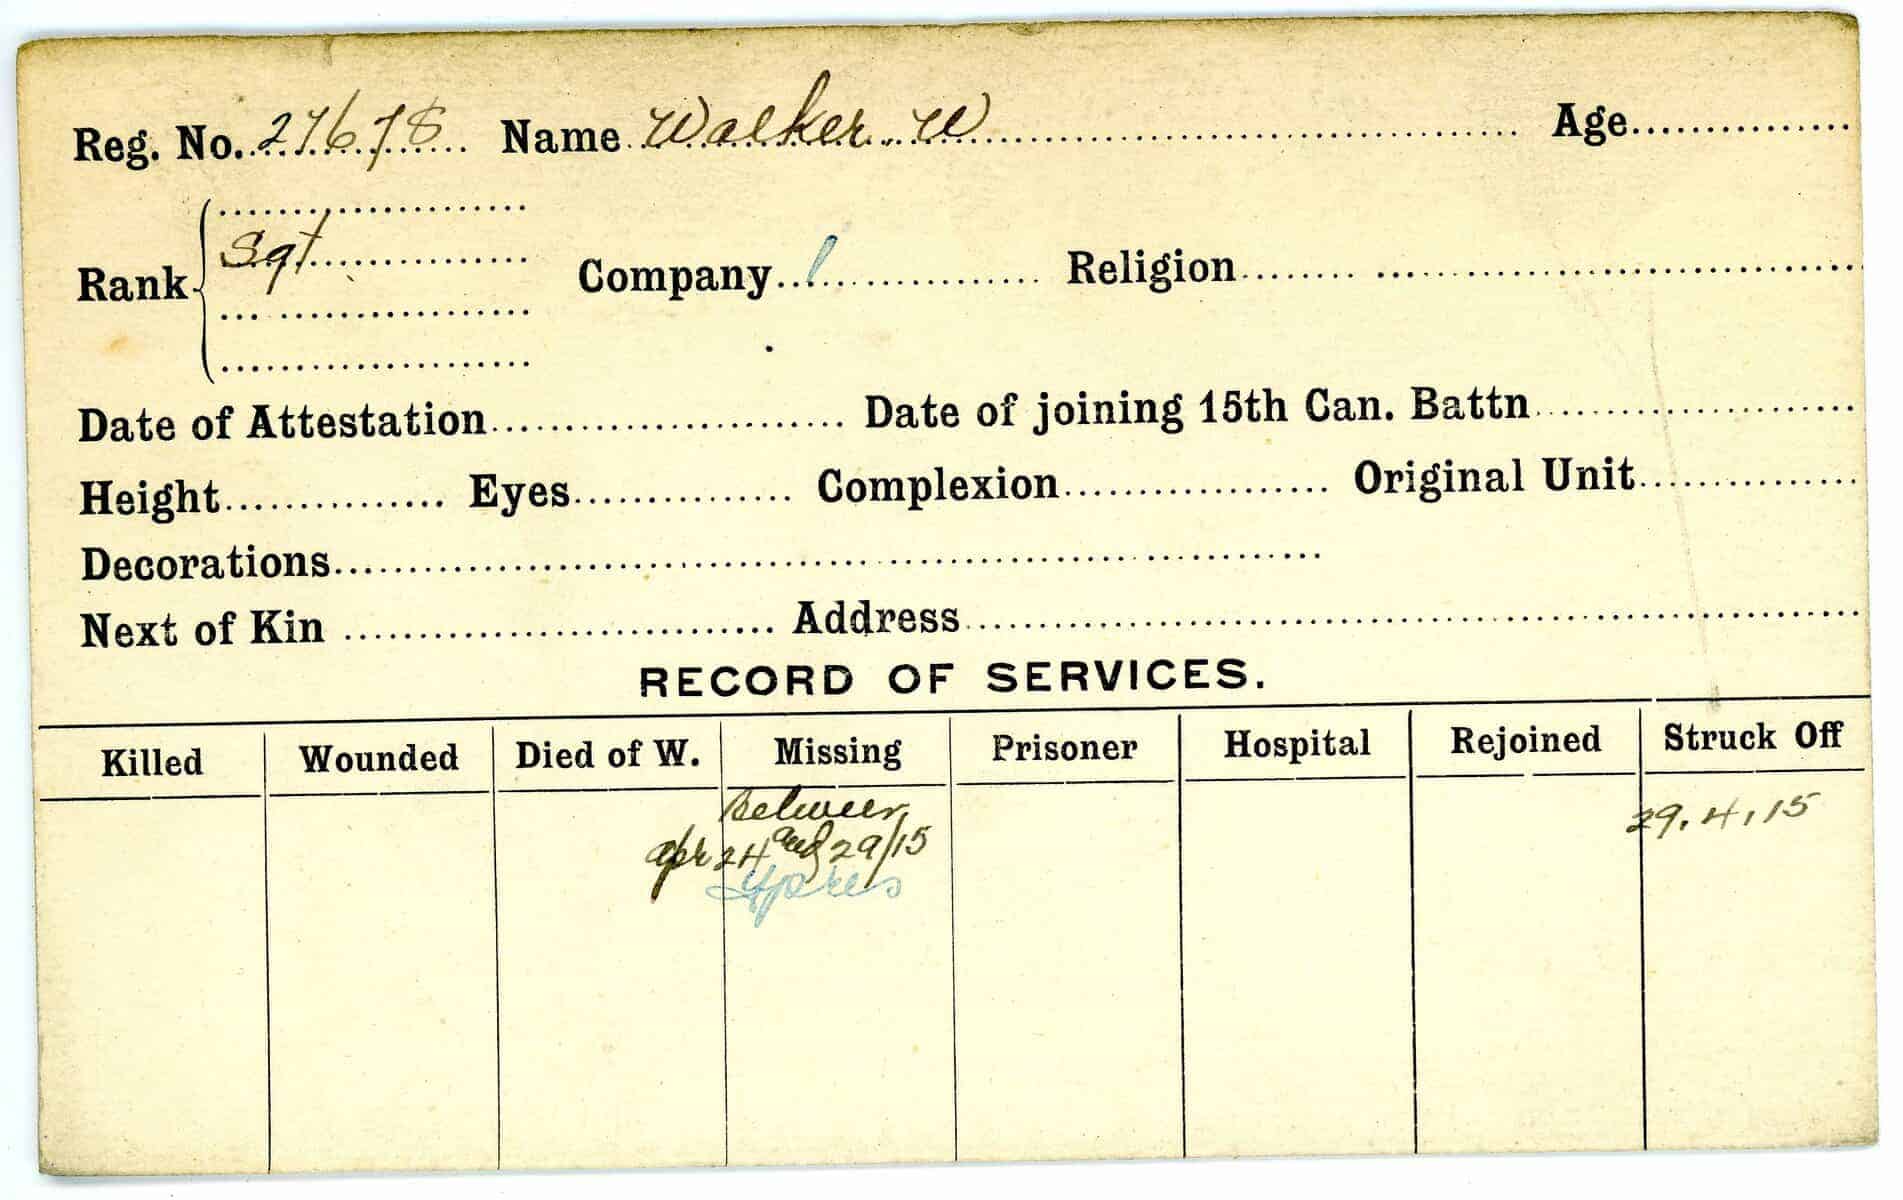 Reg. No. 27678 Name Walker W Age
Rank Sgt Company 1 Religion
Date of Attestation Date of joining 15th Can. Battn
Height Eyes Complexion Original Unit
Decorations
Next of Kin Address
RECORD OF SERVICES.
Killed Wounded Died of W. Missing Prisoner Hospital Rejoined Struck Off
Between
apr 24 and 29/15
Ypres
29.4.15